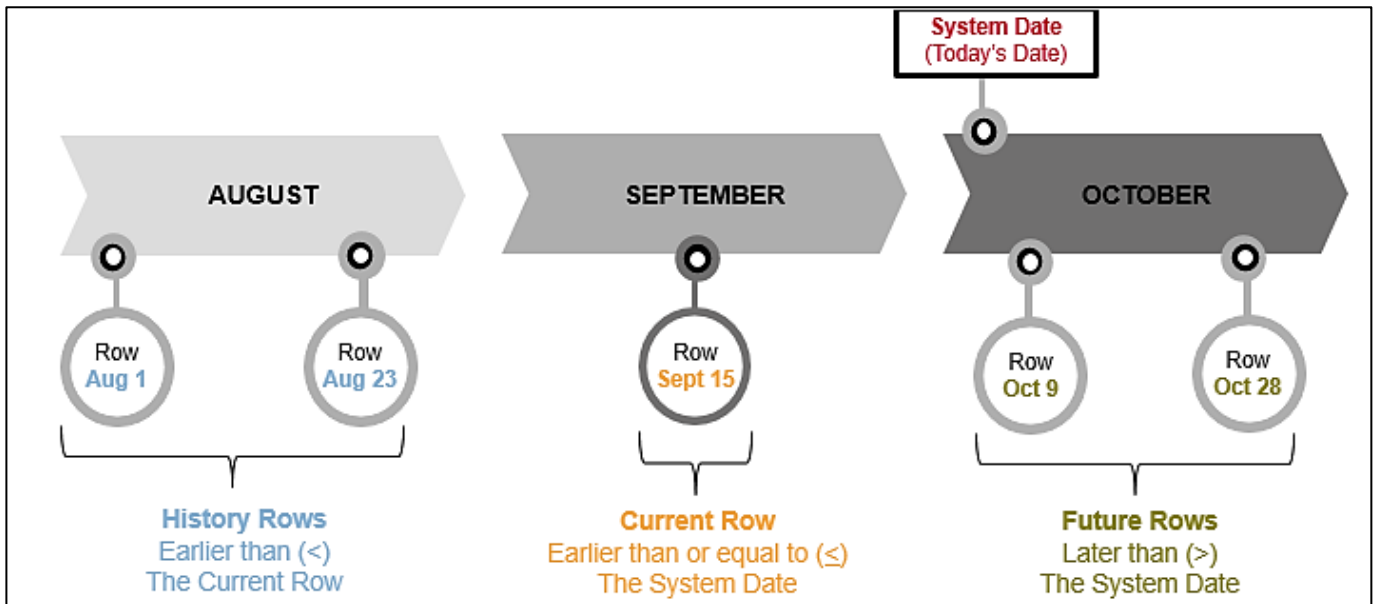 System Date
(Today's Date)
AUGUST
SEPTEMBER
OCTOBER
Row
Aug 1
Row
Aug 23
Row
Sept 15
Row
Oct 9
Row
Oct 28
History Rows
Earlier than (<)
The Current Row
Current Row
Earlier than or equal to (≤)
The System Date
Future Rows
Later than (>)
The System Date